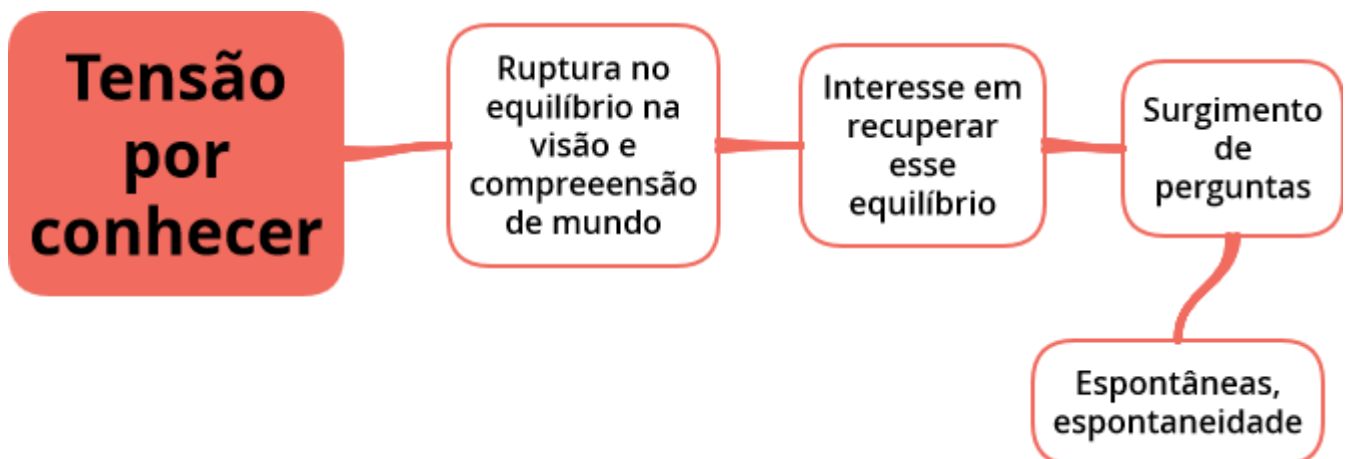 Tensão
por
conhecer
Ruptura no
equilíbrio na
visão e
compreeensão
de mundo
Interesse em
recuperar
esse
equilíbrio
Surgimento
de
perguntas
Espontâneas,
espontaneidade